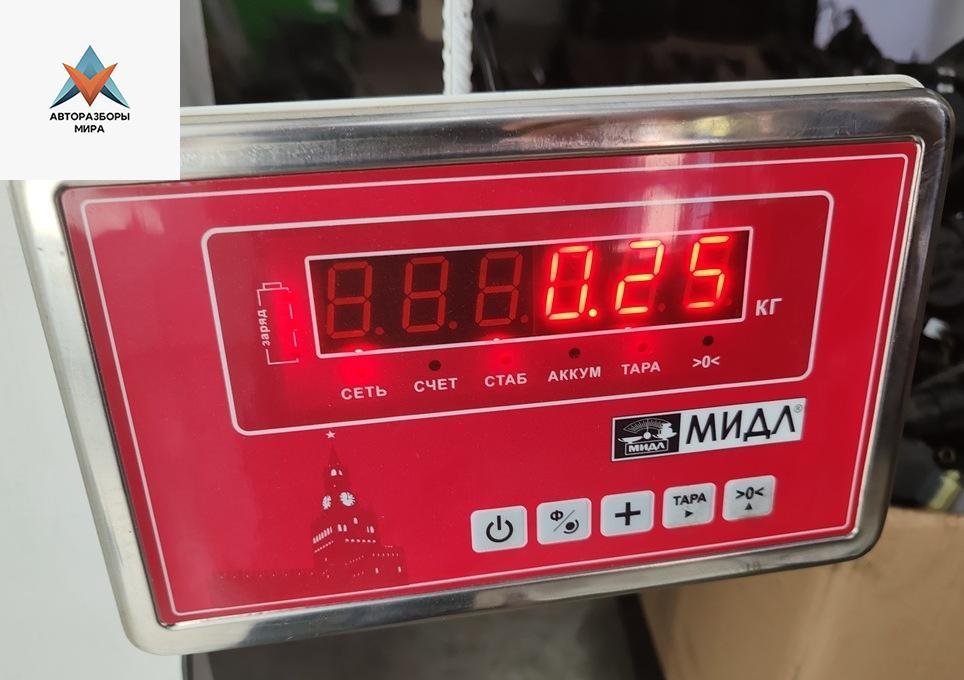 АВТОРАЗБОРЫ
МИРА
заряд
0.25
КГ
СЕТЬ СЧЕТ СТАБ АККУМ ТАРА >0<
МИДЛ
МИДЛ®
Ф
+
ТАРА
>0<